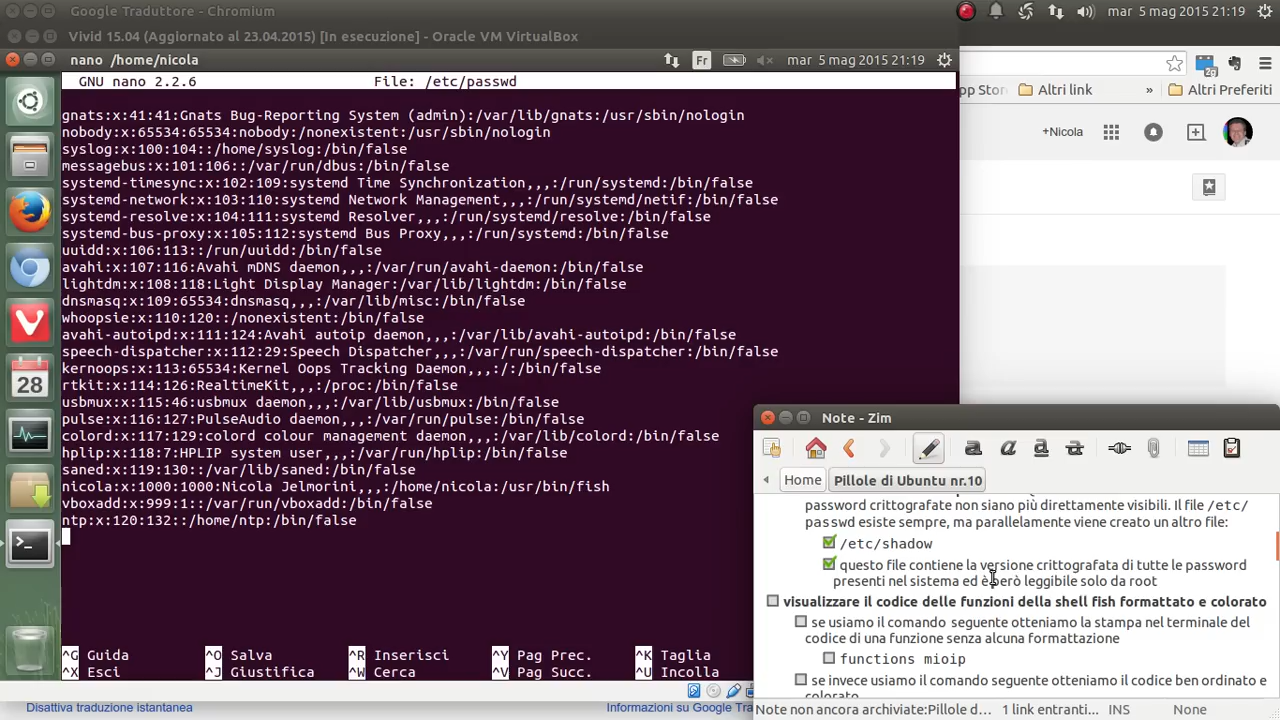 Google Traduttore - Chromium
mar 5 mag 2015 21:19
Vivid 15.04 (Aggiornato al 23.04.2015) [In esecuzione] - Oracle VM VirtualBox
nano /home/nicola
Fr
mar 5 mag 2015 21:19
GNU nano 2.2.6 File: /etc/passwd
gnats:x:41:41:Gnats Bug-Reporting System (admin):/var/lib/gnats:/usr/sbin/nologin
nobody:x:65534:65534:nobody:/nonexistent:/usr/sbin/nologin
syslog:x:100:104::/home/syslog:/bin/false
messagebus:x:101:106::/var/run/dbus:/bin/false
systemd-timesync:x:102:109:systemd Time Synchronization,,,:/run/systemd:/bin/false
systemd-network:x:103:110:systemd Network Management,,,:/run/systemd/netif:/bin/false
systemd-resolve:x:104:111:systemd Resolver,,,:/run/systemd/resolve:/bin/false
systemd-bus-proxy:x:105:112:systemd Bus Proxy,,,:/run/systemd:/bin/false
uuidd:x:106:113::/run/uuidd:/bin/false
avahi:x:107:116:Avahi mDNS daemon,,,:/var/run/avahi-daemon:/bin/false
lightdm:x:108:118:Light Display Manager:/var/lib/lightdm:/bin/false
dnsmasq:x:109:65534:dnsmasq,,,:/var/lib/misc:/bin/false
whoopsie:x:110:120::/nonexistent:/bin/false
avahi-autoipd:x:111:124:Avahi autoip daemon,,,:/var/lib/avahi-autoipd:/bin/false
speech-dispatcher:x:112:29:Speech Dispatcher,,,:/var/run/speech-dispatcher:/bin/false
kernoops:x:113:65534:Kernel Oops Tracking Daemon,,,:/:/bin/false
rtkit:x:114:126:RealtimeKit,,,:/proc:/bin/false
usbmux:x:115:46:usbmux daemon,,,:/var/lib/usbmux:/bin/false
pulse:x:116:127:PulseAudio daemon,,,:/var/run/pulse:/bin/false
colord:x:117:129:colord colour management daemon,,,:/var/lib/colord:/bin/false
hplip:x:118:7:HPLIP system user,,,:/var/run/hplip:/bin/false
saned:x:119:130::/var/lib/saned:/bin/false
nicola:x:1000:1000:Nicola Jelmorini,,,:/home/nicola:/usr/bin/fish
vboxadd:x:999:1::/var/run/vboxadd:/bin/false
ntp:x:120:132::/home/ntp:/bin/false
^G Guida ^O Salva ^R Inserisci ^Y Pag Prec. ^K Taglia
^X Esci ^J Giustifica ^W Cerca ^V Pag Succ. ^U Incolla
28
2g
pp Store
Altri link
»
Altri Preferiti
+Nicola
Note - Zim
Home
Pillole di Ubuntu nr.10
password crittografate non siano più direttamente visibili. Il file /etc/
passwd esiste sempre, ma parallelamente viene creato un altro file:
/etc/shadow
questo file contiene la versione crittografata di tutte le password
presenti nel sistema ed è però leggibile solo da root
visualizzare il codice delle funzioni della shell fish formattato e colorato
se usiamo il comando seguente otteniamo la stampa nel terminale del
codice di una funzione senza alcuna formattazione
functions mioip
se invece usiamo il comando seguente otteniamo il codice ben ordinato e
colorato
Note non ancora archiviate:Pillole d... 1 link entranti... INS None
Disattiva traduzione istantanea
Informazioni su Google Tra